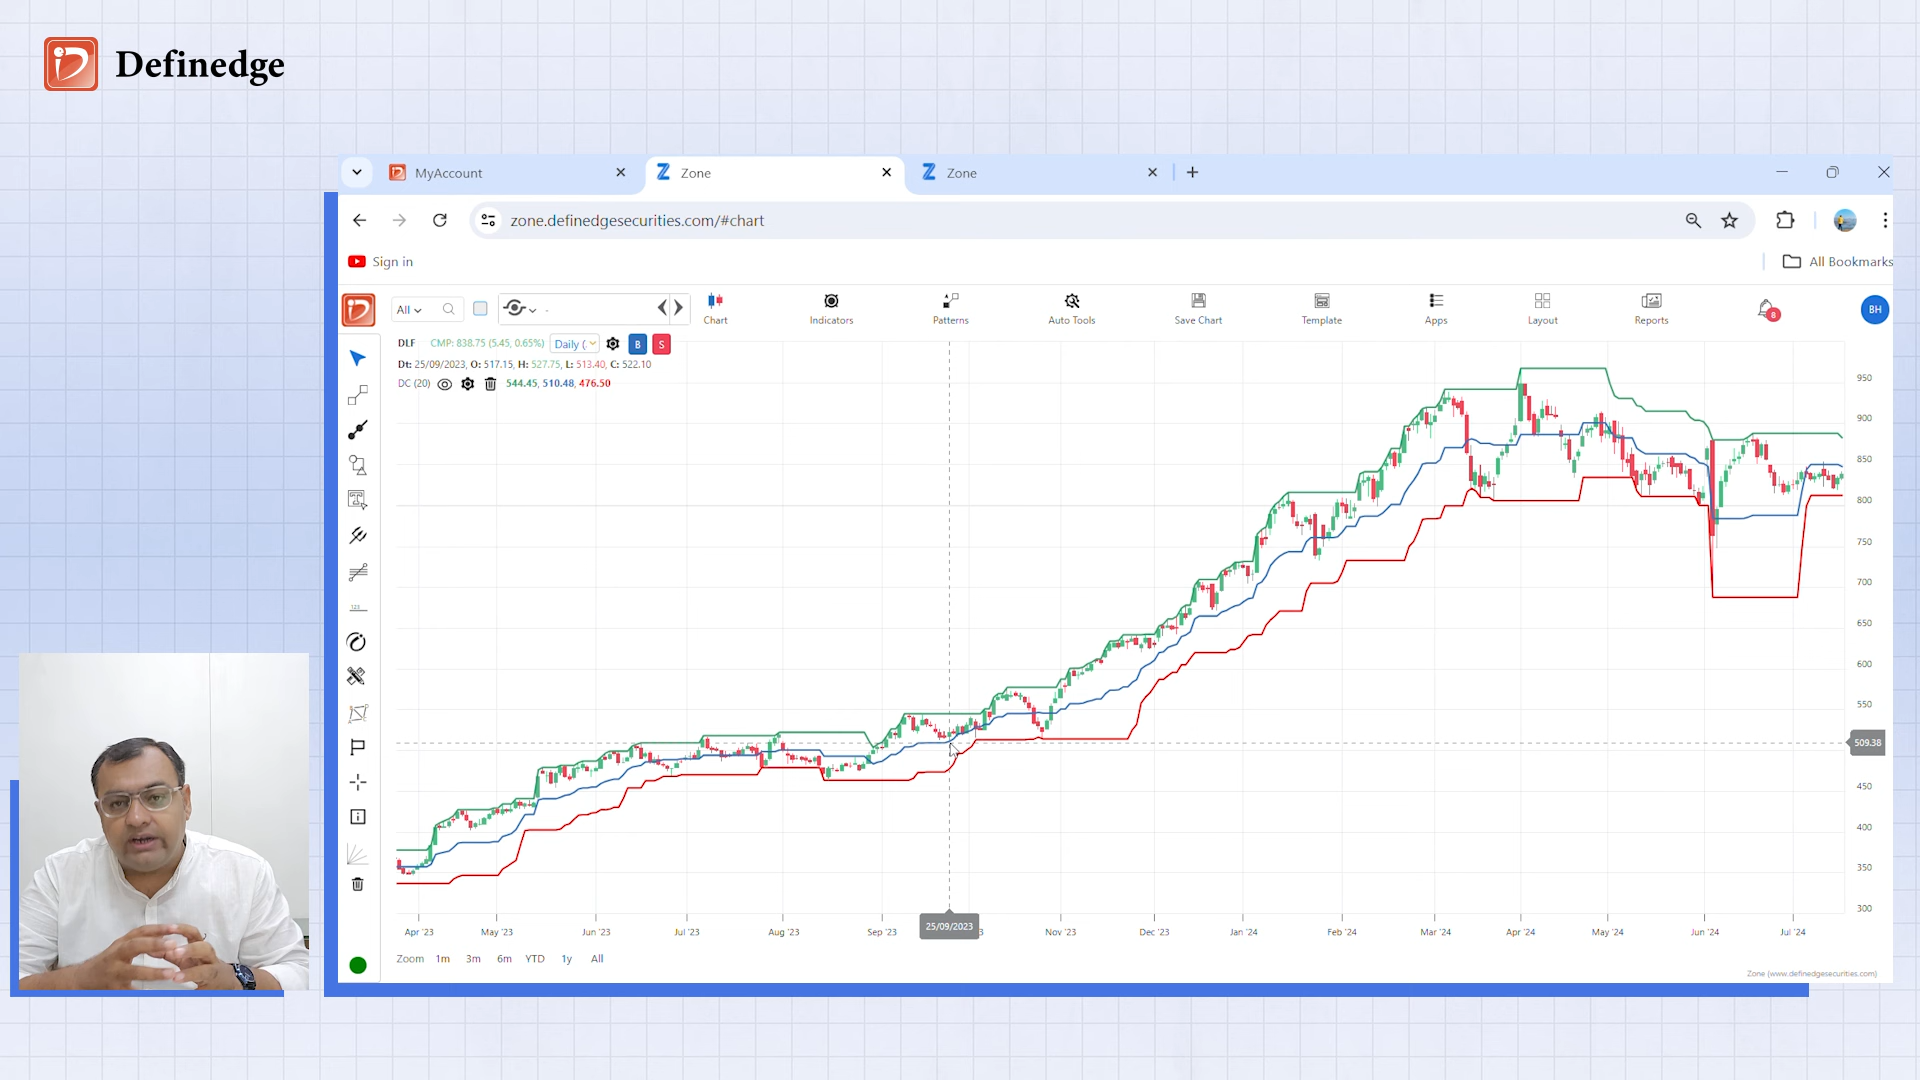 Definedge
MyAccount
Zone
Zone
zone.definedgesecurities.com/#chart
Sign in
All Bookmarks
All
-
Chart
Indicators
Patterns
Auto Tools
Save Chart
Template
Apps
Layout
Reports
8
BH
DLF CMP: 838.75 (5.45, 0.65%) Daily ( B S
Dt: 25/09/2023, O: 517.15, H: 527.75, L: 513.40, C: 522.10
DC (20) 544.45, 510.48, 476.50
950
900
850
800
750
700
650
600
550
509.38
450
400
350
300
123
Apr '23 May '23 Jun '23 Jul '23 Aug '23 Sep '23 25/09/2023 3 Nov '23 Dec '23 Jan '24 Feb '24 Mar '24 Apr '24 May '24 Jun '24 Jul '24
Zoom 1m 3m 6m YTD 1y All
Zone (www.definedgesecurities.com)